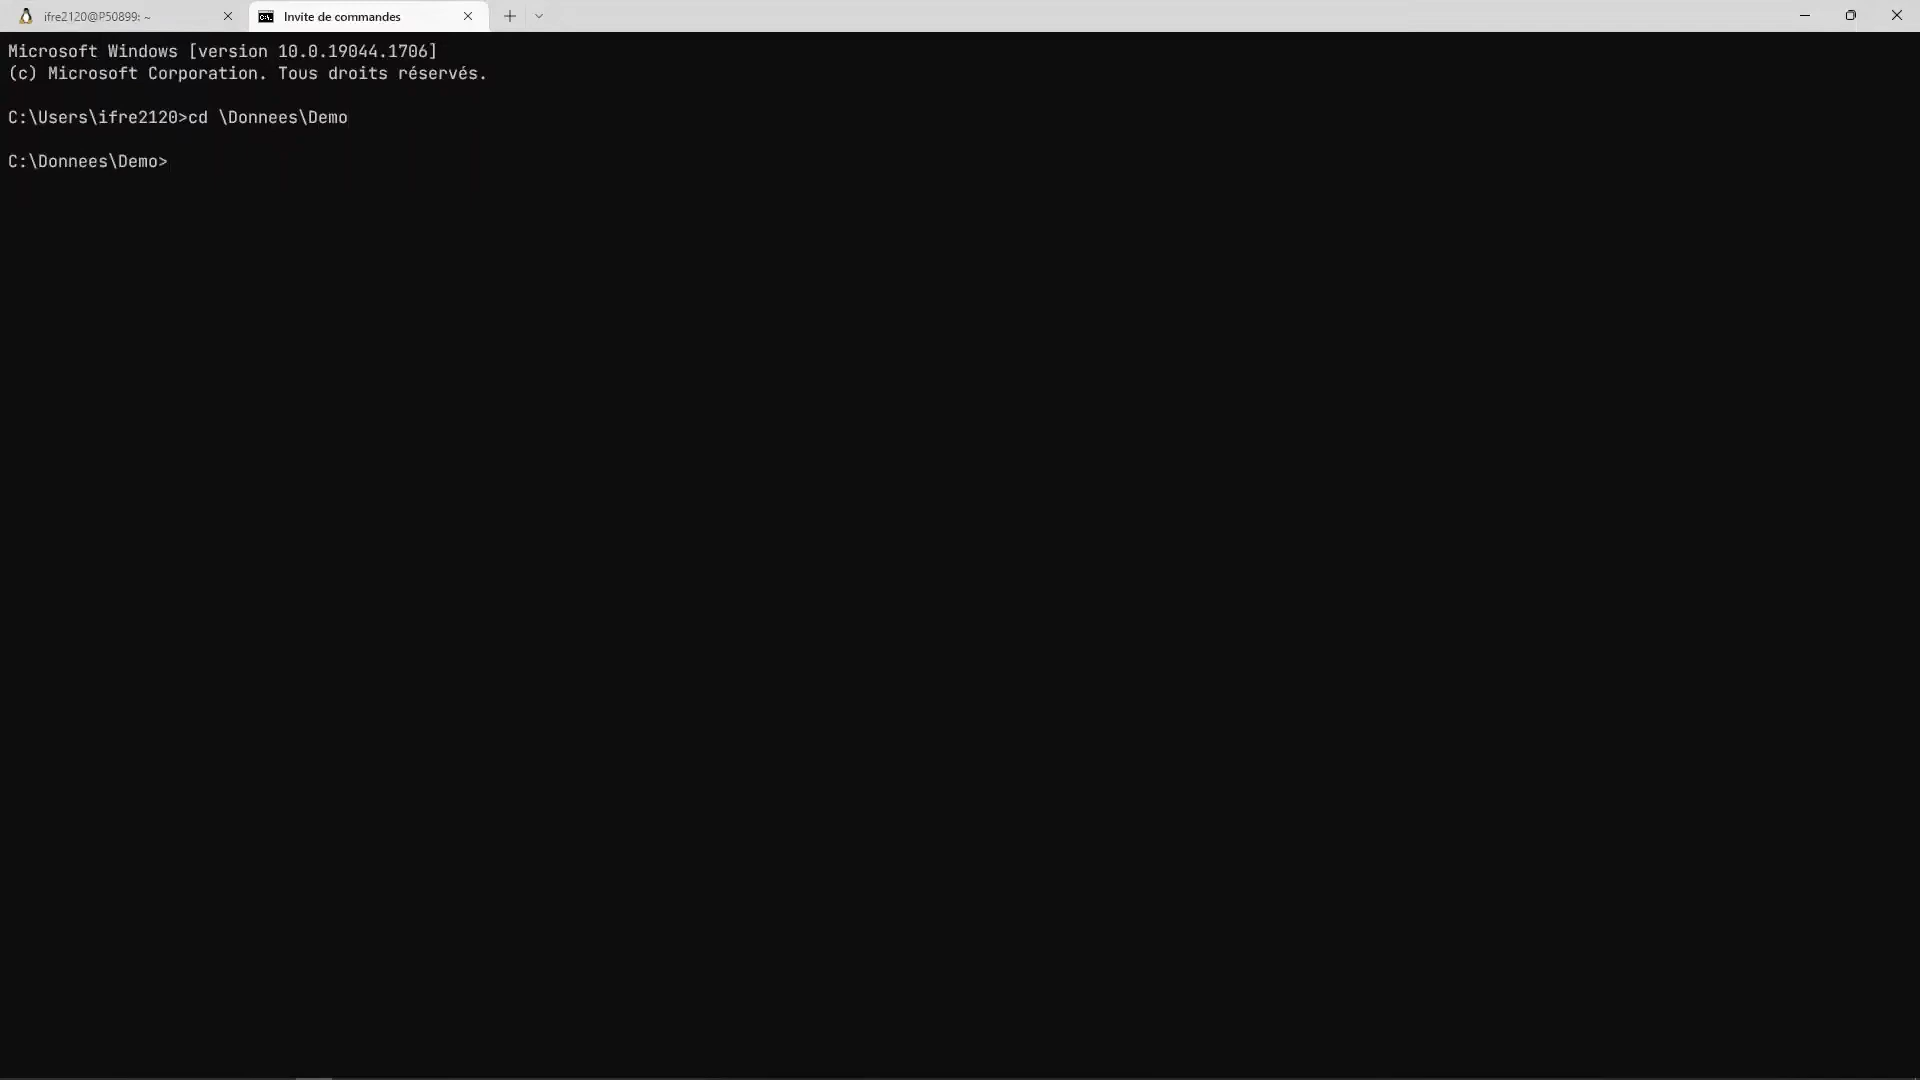 ifre2120@P50899: ~
Invite de commandes
Microsoft Windows [version 10.0.19044.1706]
(c) Microsoft Corporation. Tous droits réservés.
C:\Users\ifre2120>cd \Donnees\Demo
C:\Donnees\Demo>